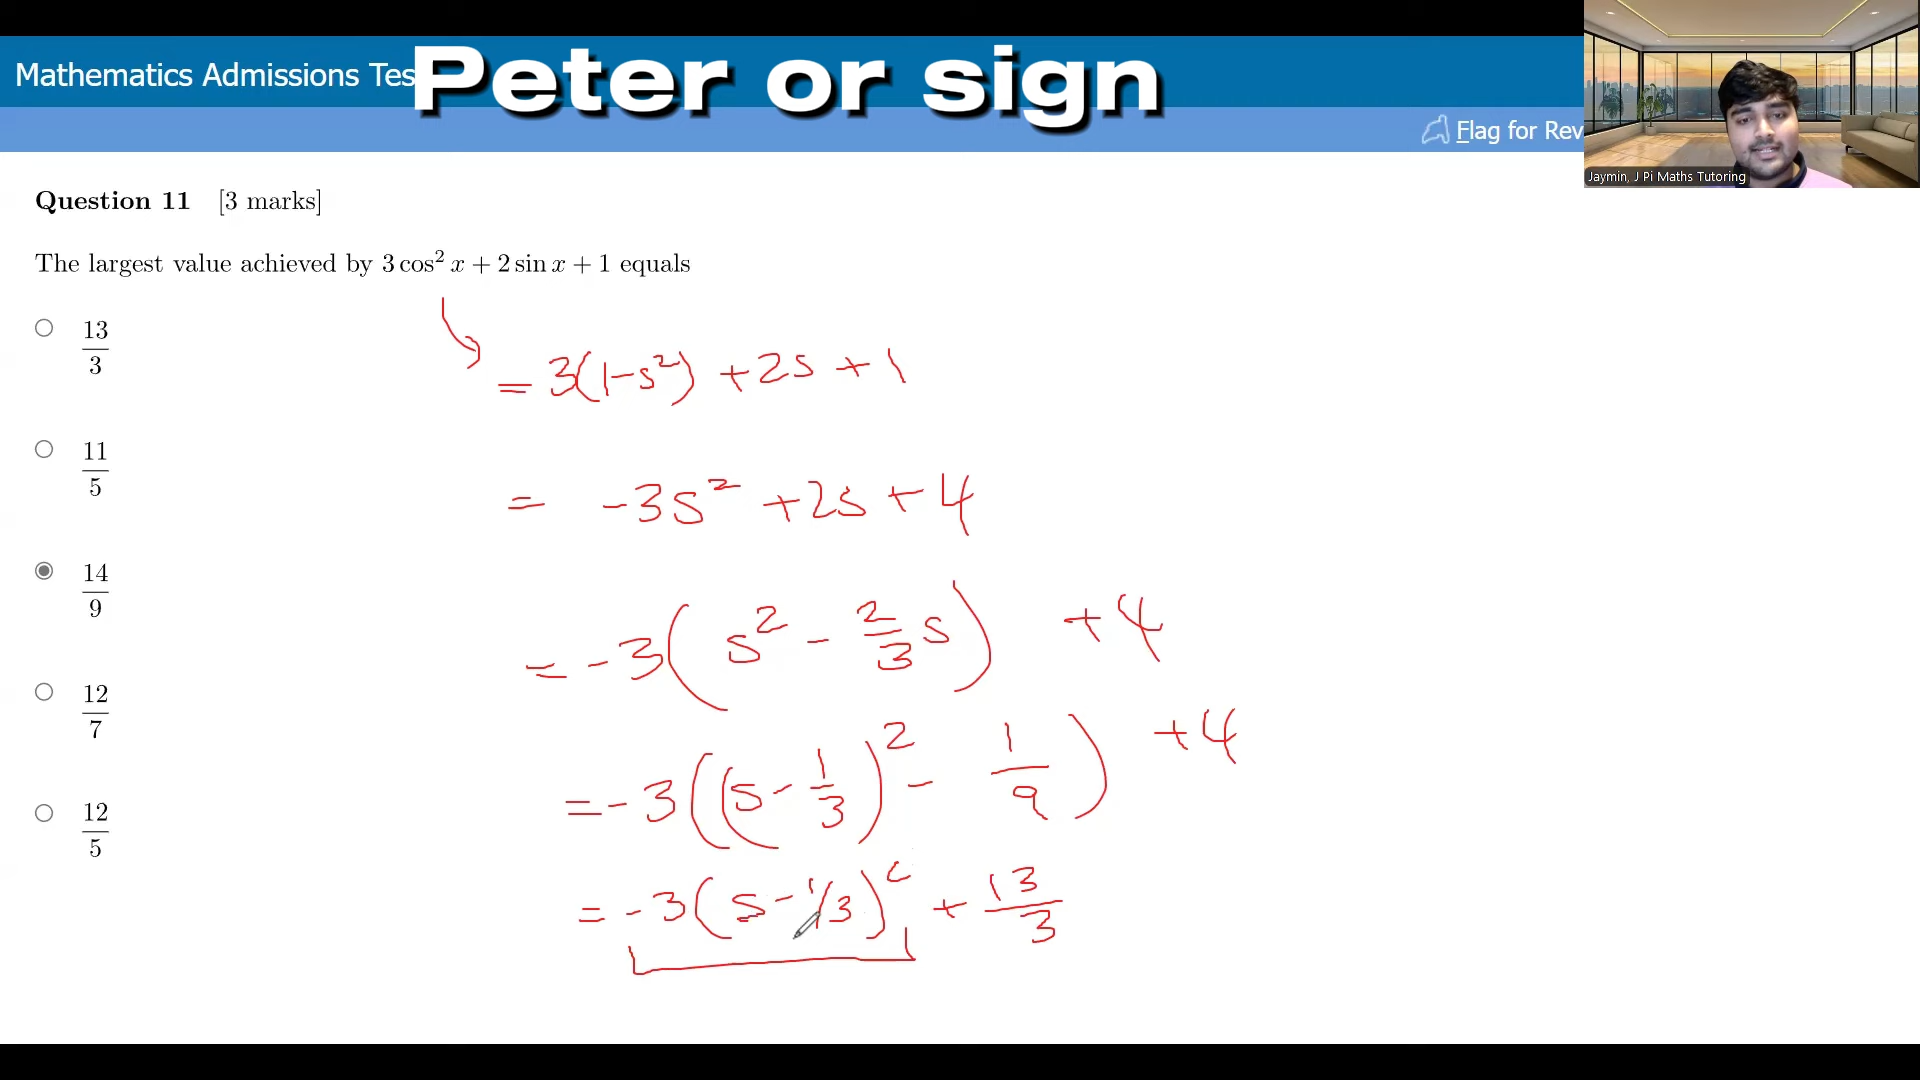 Mathematics Admissions Tes
Peter or sign
Flag for Rev
Jaymin, J Pi Maths Tutoring
Question 11 [3 marks]
The largest value achieved by 3 cos² x + 2 sin x + 1 equals
13/3
11/5
14/9
12/7
12/5
= 3(1-s²) + 2s + 1
= -3s² + 2s + 4
= -3(s² - 2/3 s) + 4
= -3((s - 1/3)² - 1/9) + 4
= -3(s - 1/3)² + 13/3